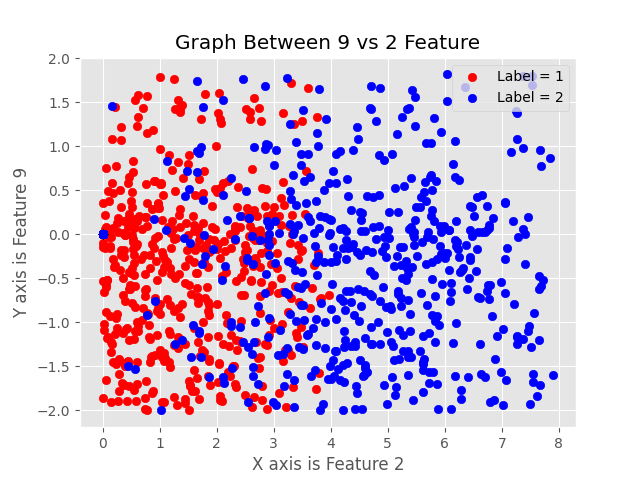 Graph Between 9 vs 2 Feature
Label = 1
Label = 2
Y axis is Feature 9
2.0
1.5
1.0
0.5
0.0
−0.5
−1.0
−1.5
−2.0
0 1 2 3 4 5 6 7 8
X axis is Feature 2